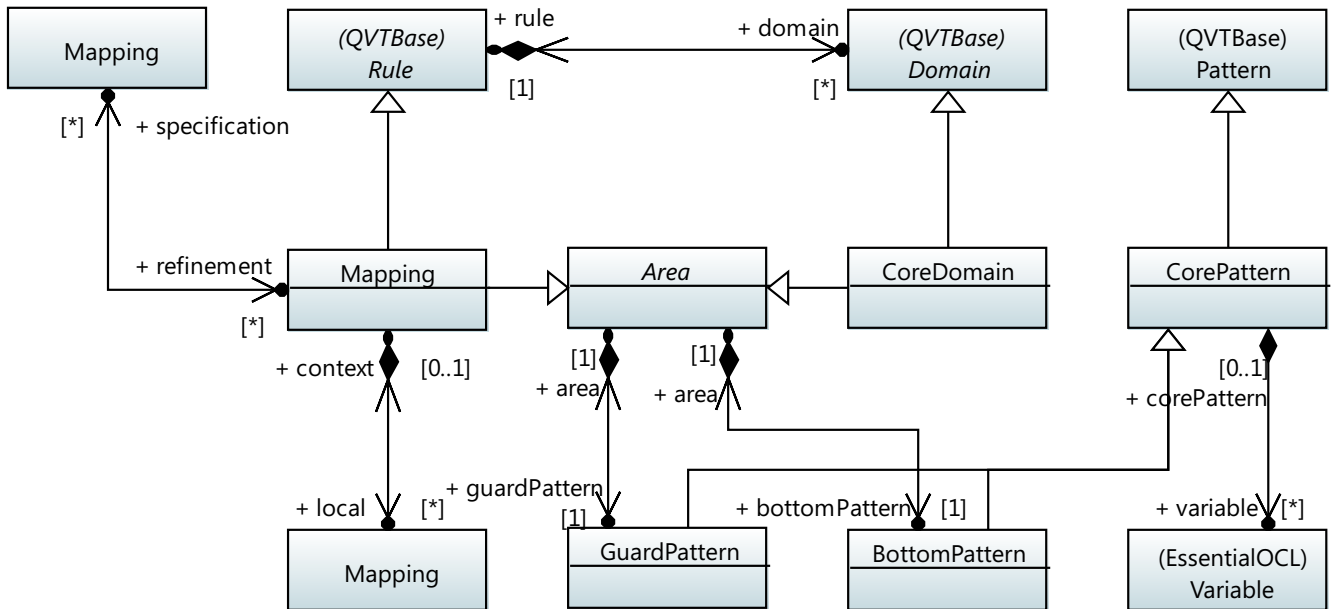 + rule
Mapping
(QVTBase)
Rule
+ domain
(QVTBase)
Domain
(QVTBase)
Pattern
[1]
[*]
[*]
+ specification
+ refinement
[*]
Mapping
Area
CoreDomain
CorePattern
+ context
[0..1]
[1]
+ area
[1]
+ area
[0..1]
+ corePattern
+ local
[*]
+ guardPattern
[1]
+ bottomPattern
[1]
+ variable
[*]
Mapping
GuardPattern
BottomPattern
(EssentialOCL)
Variable